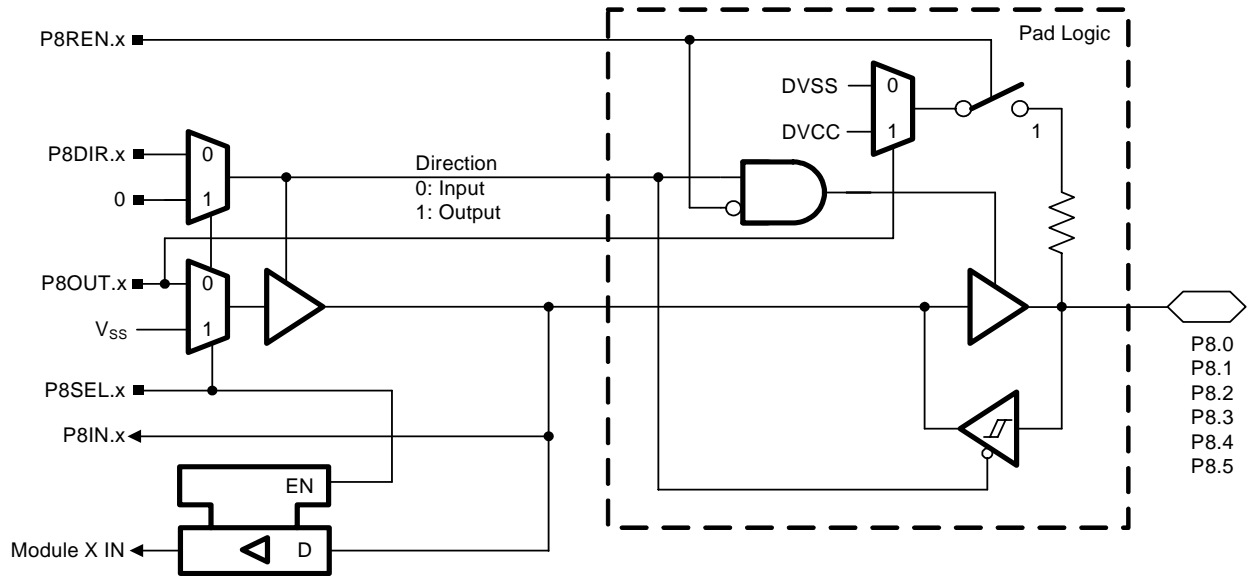 P8REN.x
Pad Logic
DVSS
0
DVCC
1
1
P8DIR.x
0
0
1
Direction
0: Input
1: Output
P8OUT.x
0
VSS
1
P8SEL.x
P8IN.x
EN
Module X IN
D
P8.0
P8.1
P8.2
P8.3
P8.4
P8.5